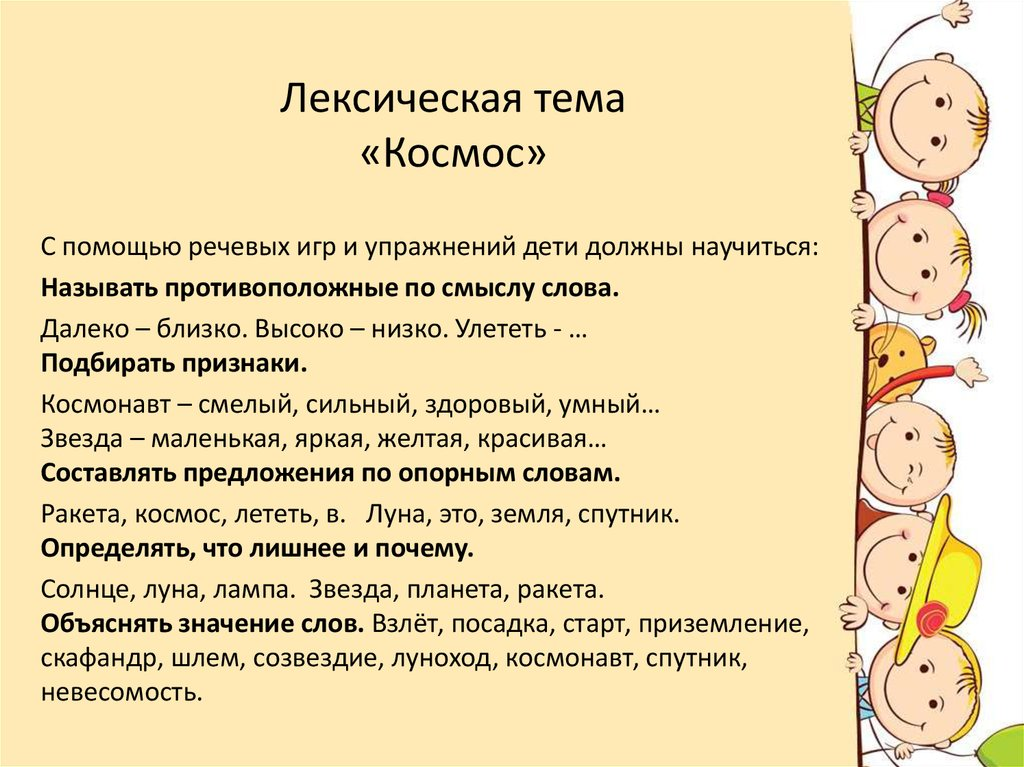 Лексическая тема
«Космос»
С помощью речевых игр и упражнений дети должны научиться:
Называть противоположные по смыслу слова.
Далеко – близко. Высоко – низко. Улететь - …
Подбирать признаки.
Космонавт – смелый, сильный, здоровый, умный…
Звезда – маленькая, яркая, желтая, красивая…
Составлять предложения по опорным словам.
Ракета, космос, лететь, в.   Луна, это, земля, спутник.
Определять, что лишнее и почему.
Солнце, луна, лампа.  Звезда, планета, ракета.
Объяснять значение слов. Взлёт, посадка, старт, приземление,
скафандр, шлем, созвездие, луноход, космонавт, спутник,
невесомость.